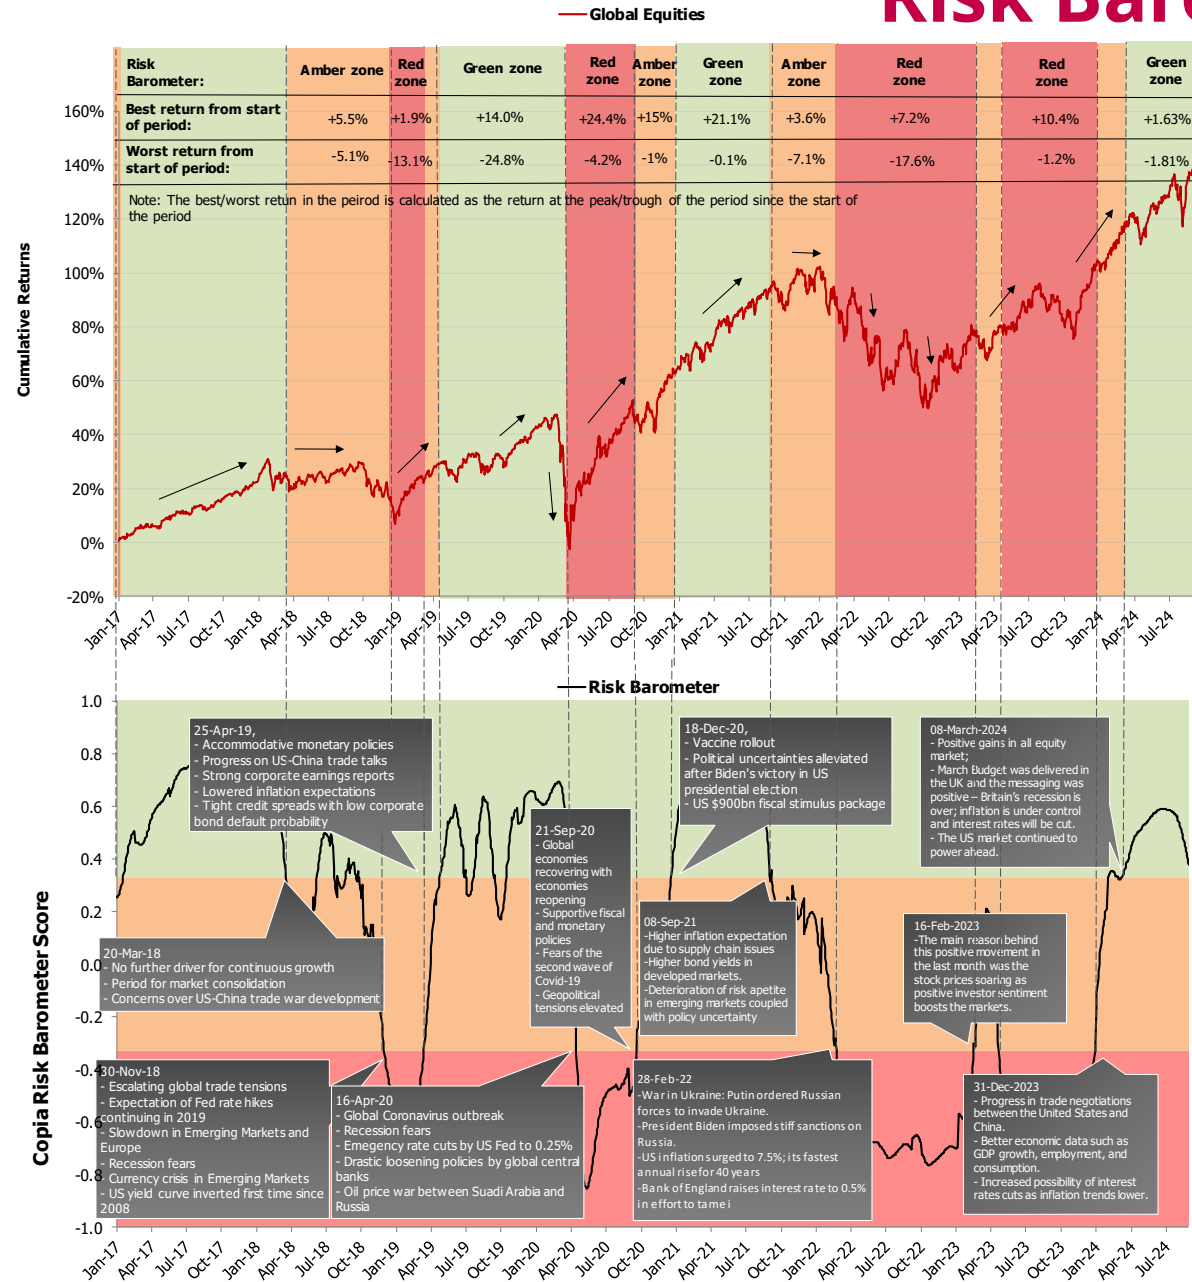 Risk Bar
Global Equities
Risk
Barometer:
Amber zone
Red
zone
Green zone
Red
zone
Amber
zone
Green
zone
Amber
zone
Red
zone
Red
zone
Green
zone
Best return from start
of period:
+5.5%
+1.9%
+14.0%
+24.4%
+15%
+21.1%
+3.6%
+7.2%
+10.4%
+1.63%
Worst return from
start of period:
-5.1%
-13.1%
-24.8%
-4.2%
-1%
-0.1%
-7.1%
-17.6%
-1.2%
-1.81%
Note: The best/worst retun in the peirod is calculated as the return at the peak/trough of the period since the start of
the period
Cumulative Returns
160%
140%
120%
100%
80%
60%
40%
20%
0%
-20%
Jan-17
Apr-17
Jul-17
Oct-17
Jan-18
Apr-18
Jul-18
Oct-18
Jan-19
Apr-19
Jul-19
Oct-19
Jan-20
Apr-20
Jul-20
Oct-20
Jan-21
Apr-21
Jul-21
Oct-21
Jan-22
Apr-22
Jul-22
Oct-22
Jan-23
Apr-23
Jul-23
Oct-23
Jan-24
Apr-24
Jul-24
Risk Barometer
Copia Risk Barometer Score
1.0
0.8
0.6
0.4
0.2
0.0
-0.2
-0.4
-0.6
-0.8
-1.0
25-Apr-19,
- Accommodative monetary policies
- Progress on US-China trade talks
- Strong corporate earnings reports
- Lowered inflation expectations
- Tight credit spreads with low corporate
bond default probability
18-Dec-20,
- Vaccine rollout
- Political uncertainties alleviated
after Biden's victory in US
presidential election
- US $900bn fiscal stimulus package
08-March-2024
- Positive gains in all equity
market;
- March Budget was delivered in
the UK and the messaging was
positive – Britain's recession is
over; inflation is under control
and interest rates will be cut.
- The US market continued to
power ahead.
21-Sep-20
- Global
economies
recovering with
economies
reopening
- Supportive fiscal
and monetary
policies
- Fears of the
second wave of
Covid-19
- Geopolitical
tensions elevated
08-Sep-21
-Higher inflation expectation
due to supply chain issues
-Higher bond yields in
developed markets.
-Deterioration of risk apetite
in emerging markets coupled
with policy uncertainty
16-Feb-2023
-The main reason behind
this positive movement in
the last month was the
stock prices soaring as
positive investor sentiment
boosts the markets.
20-Mar-18
- No further driver for continuous growth
- Period for market consolidation
- Concerns over US-China trade war development
30-Nov-18
- Escalating global trade tensions
- Expectation of Fed rate hikes
continuing in 2019
- Slowdown in Emerging Markets and
Europe
- Recession fears
- Currency crisis in Emerging Markets
- US yield curve inverted first time since
2008
16-Apr-20
- Global Coronavirus outbreak
- Recession fears
- Emegency rate cuts by US Fed to 0.25%
- Drastic loosening policies by global central
banks
- Oil price war between Suadi Arabia and
Russia
28-Feb-22
-War in Ukraine: Putin ordered Russian
forces to invade Ukraine.
-President Biden imposed stiff sanctions on
Russia.
-US inflation surged to 7.5%; its fastest
annual rise for 40 years
-Bank of England raises interest rate to 0.5%
in effort to tame i
31-Dec-2023
- Progress in trade negotiations
between the United States and
China.
- Better economic data such as
GDP growth, employment, and
consumption.
- Increased possibility of interest
rates cuts as inflation trends lower.
Jan-17
Apr-17
Jul-17
Oct-17
Jan-18
Apr-18
Jul-18
Oct-18
Jan-19
Apr-19
Jul-19
Oct-19
Jan-20
Apr-20
Jul-20
Oct-20
Jan-21
Apr-21
Jul-21
Oct-21
Jan-22
Apr-22
Jul-22
Oct-22
Jan-23
Apr-23
Jul-23
Oct-23
Jan-24
Apr-24
Jul-24